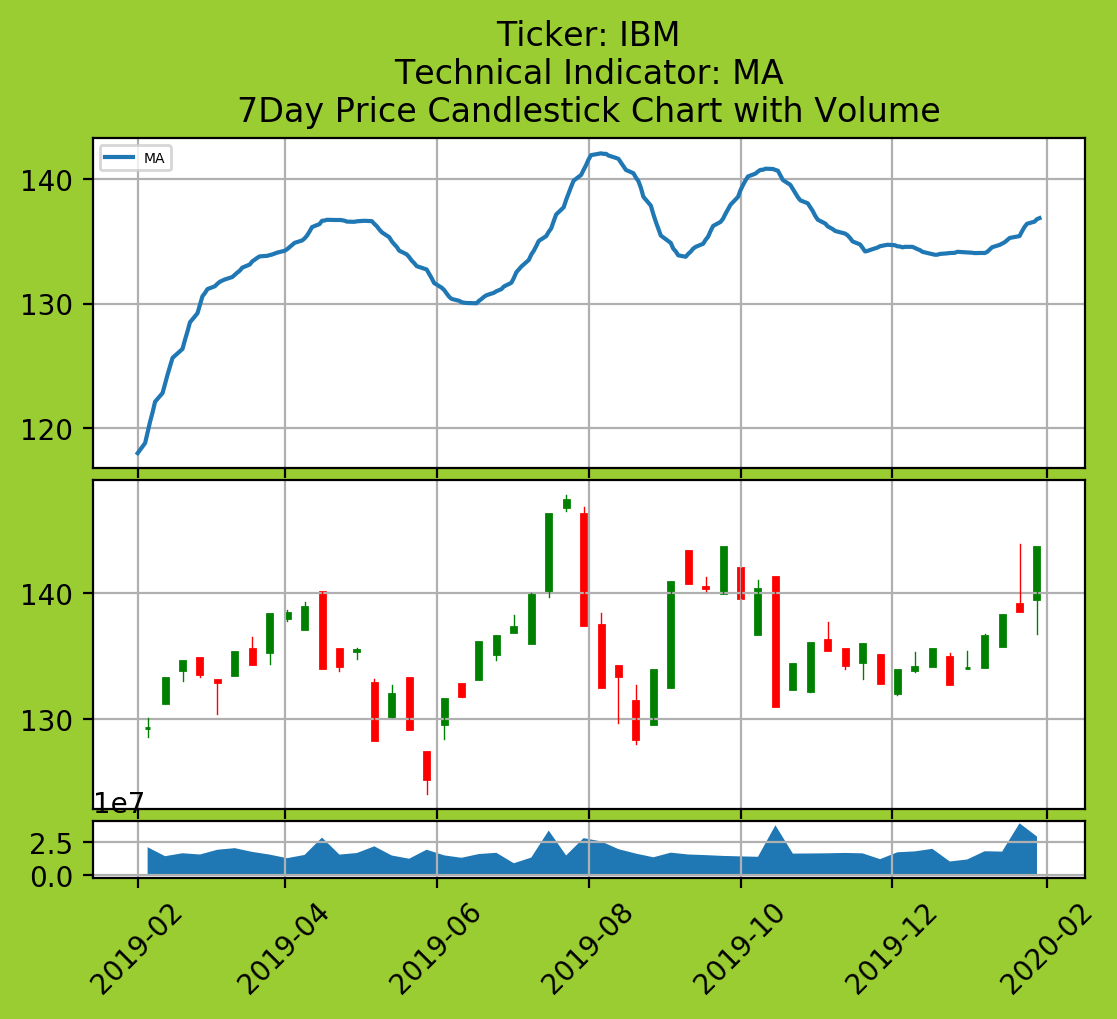 Ticker: IBM
Technical Indicator: MA
7Day Price Candlestick Chart with Volume
MA
140
130
120
140
130
1e7
2.5
0.0
2019-02
2019-04
2019-06
2019-08
2019-10
2019-12
2020-02